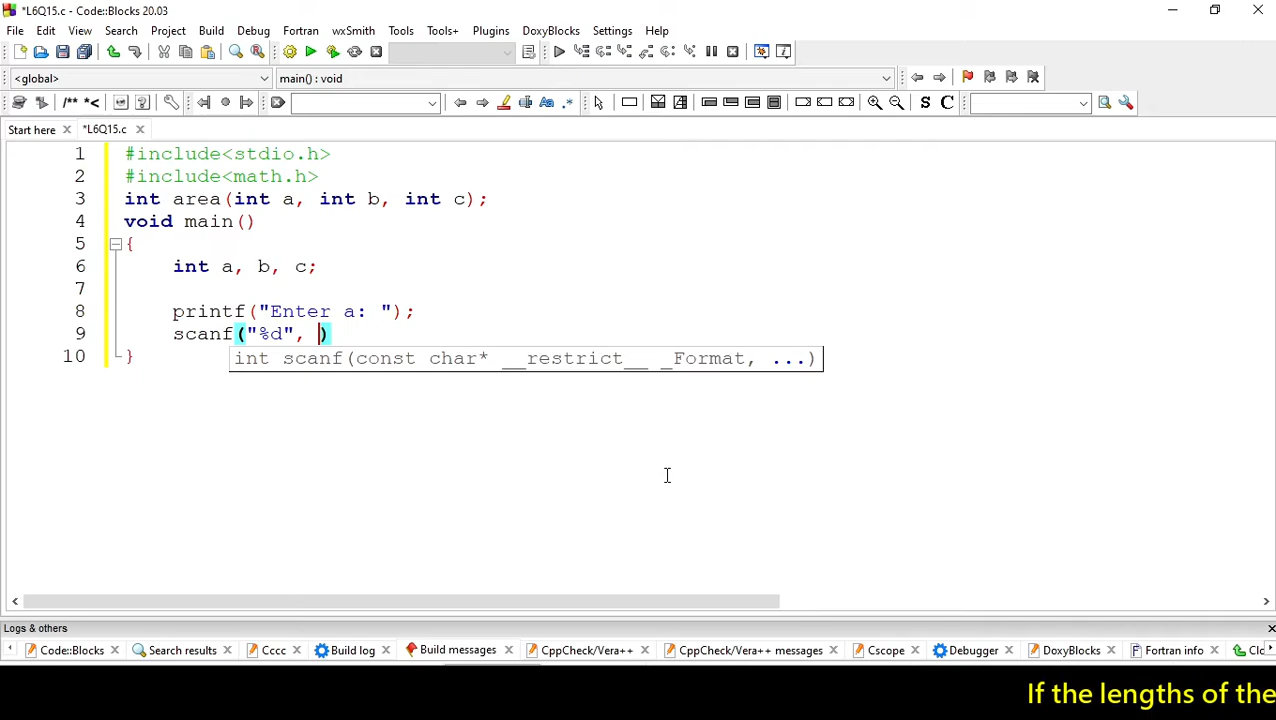 *L6Q15.c - Code::Blocks 20.03
File Edit View Search Project Build Debug Fortran wxSmith Tools Tools+ Plugins DoxyBlocks Settings Help
<global> main() : void
/** *< Aa .* S C
Start here *L6Q15.c
1 #include<stdio.h>
2 #include<math.h>
3 int area(int a, int b, int c);
4 void main()
5 {
6 int a, b, c;
7
8 printf("Enter a: ");
9 scanf("%d", )
10 }
int scanf(const char* __restrict__ _Format, ...)
Logs & others
Code::Blocks Search results Cccc Build log Build messages CppCheck/Vera++ CppCheck/Vera++ messages Cscope Debugger DoxyBlocks Fortran info Clo
If the lengths of the